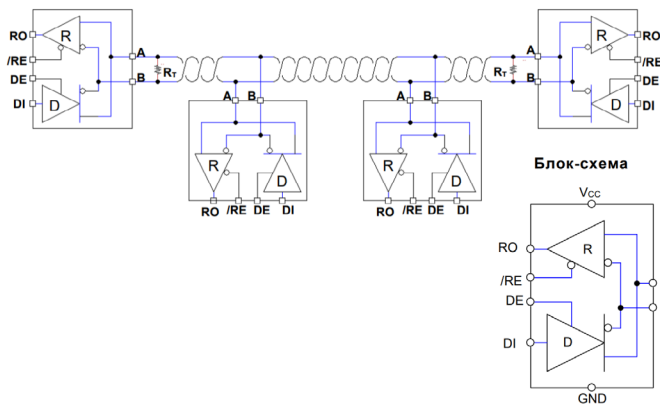 RO
R
/RE
DE
DI
D
A
B
RT
RT
A
B
RO
R
/RE
DE
DI
D
A B
R
D
RO /RE DE DI
A B
R
D
RO /RE DE DI
Блок-схема
VCC
RO
R
/RE
DE
DI
D
GND